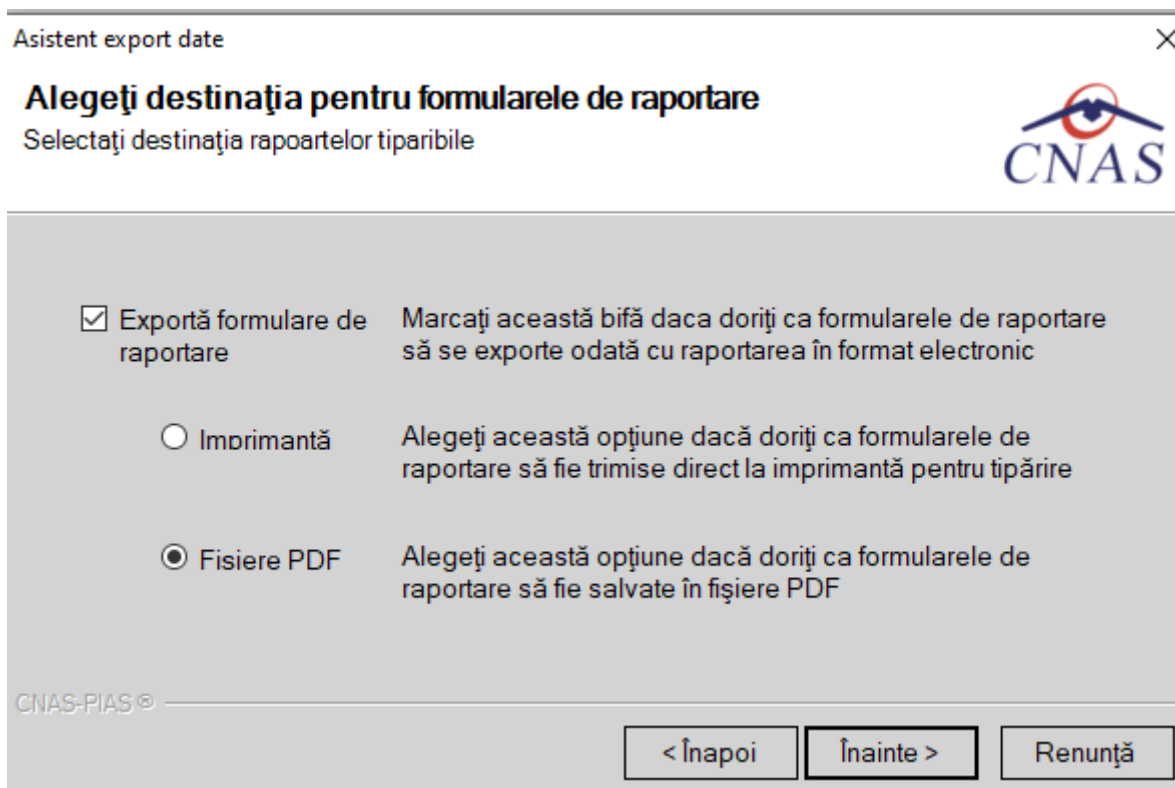 Asistent export date
Alegeţi destinaţia pentru formularele de raportare
Selectaţi destinaţia rapoartelor tiparibile
CNAS
Exportă formulare de
raportare
Marcaţi această bifă daca doriţi ca formularele de raportare
să se exporte odată cu raportarea în format electronic
Imprimantă
Alegeţi această opţiune dacă doriţi ca formularele de
raportare să fie trimise direct la imprimantă pentru tipărire
Fisiere PDF
Alegeţi această opţiune dacă doriţi ca formularele de
raportare să fie salvate în fişiere PDF
CNAS-PIAS ®
< Înapoi
Înainte >
Renunţă